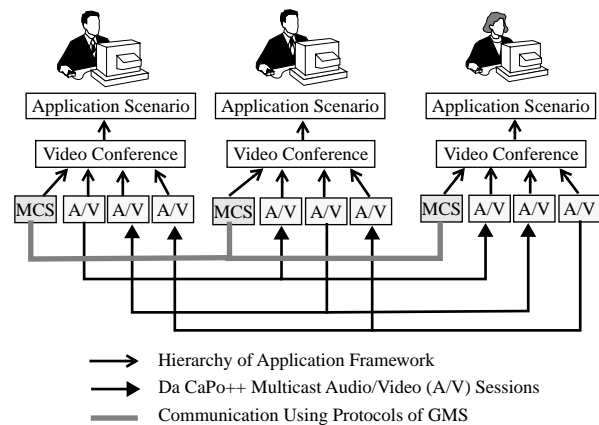 Application Scenario Application Scenario Application Scenario
Video Conference Video Conference Video Conference
MCS A/V A/V A/V MCS A/V A/V A/V MCS A/V A/V A/V
Hierarchy of Application Framework
Da CaPo++ Multicast Audio/Video (A/V) Sessions
Communication Using Protocols of GMS